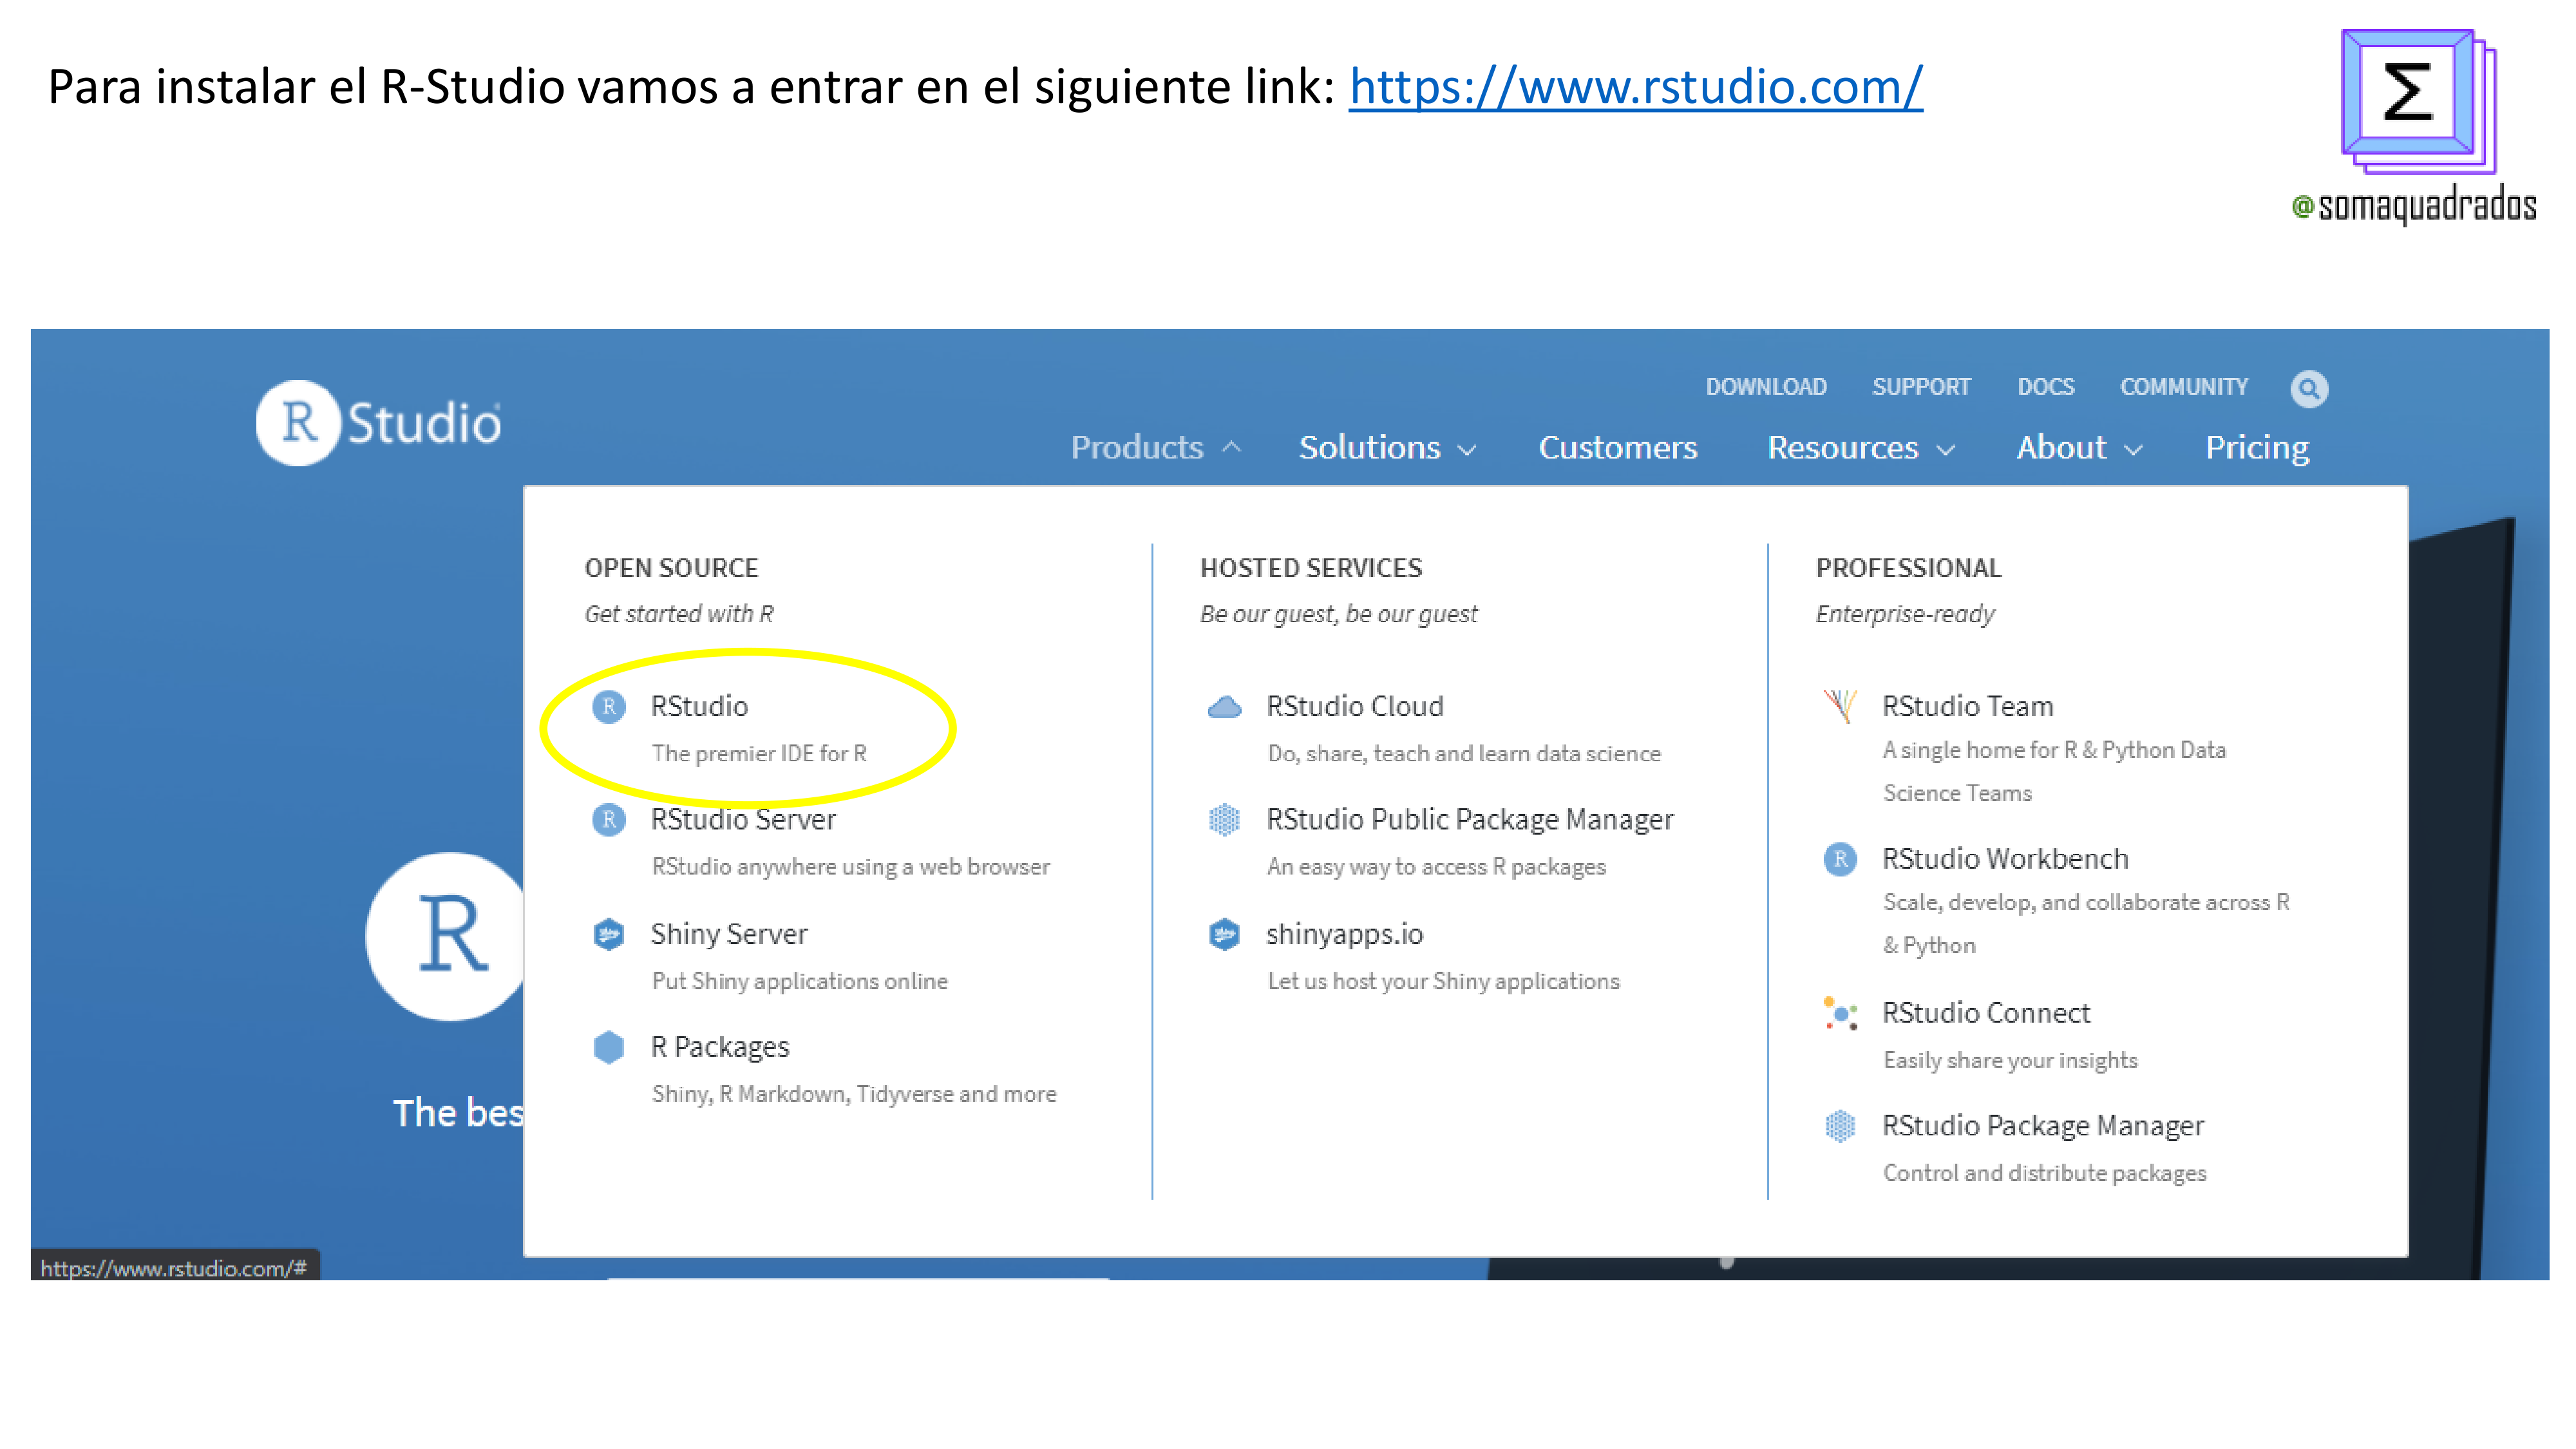 Para instalar el R-Studio vamos a entrar en el siguiente link: https://www.rstudio.com/
Σ
@somaquadrados
R Studio
DOWNLOAD SUPPORT DOCS COMMUNITY
Products Solutions Customers Resources About Pricing
OPEN SOURCE
Get started with R
R RStudio
The premier IDE for R
R RStudio Server
RStudio anywhere using a web browser
Shiny Server
Put Shiny applications online
R Packages
Shiny, R Markdown, Tidyverse and more
HOSTED SERVICES
Be our guest, be our guest
RStudio Cloud
Do, share, teach and learn data science
RStudio Public Package Manager
An easy way to access R packages
shinyapps.io
Let us host your Shiny applications
PROFESSIONAL
Enterprise-ready
RStudio Team
A single home for R & Python Data
Science Teams
R RStudio Workbench
Scale, develop, and collaborate across R
& Python
RStudio Connect
Easily share your insights
RStudio Package Manager
Control and distribute packages
R
The bes
https://www.rstudio.com/#